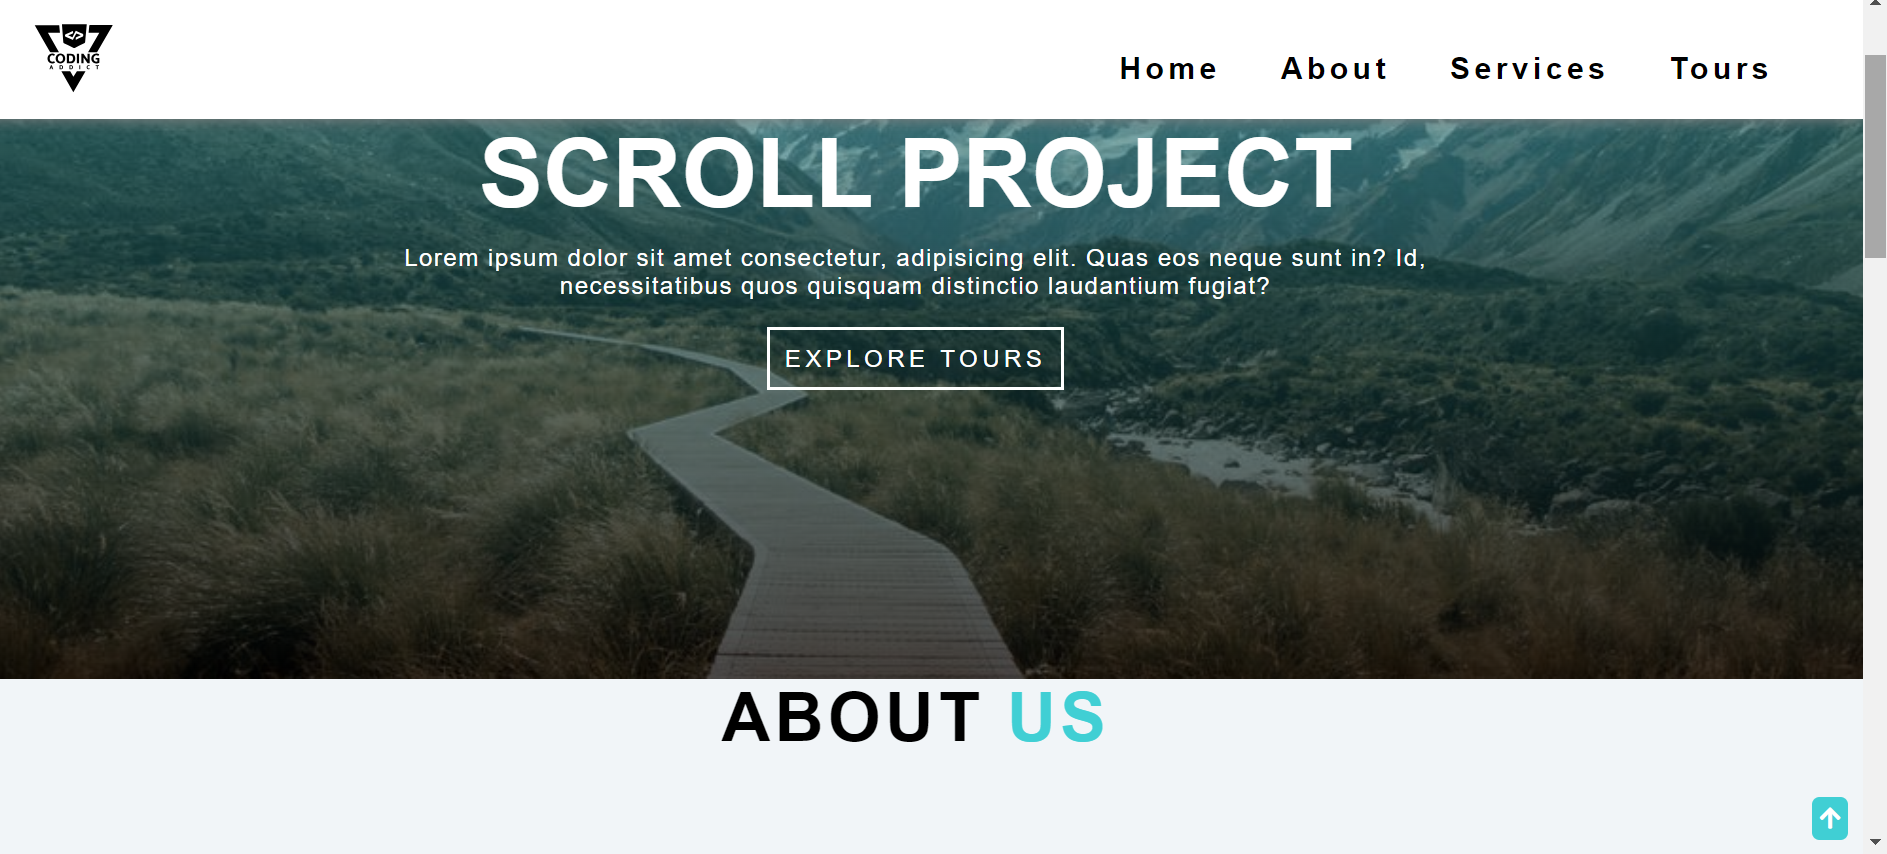 CODING
ADDICT
Home About Services Tours
SCROLL PROJECT
Lorem ipsum dolor sit amet consectetur, adipisicing elit. Quas eos neque sunt in? Id,
necessitatibus quos quisquam distinctio laudantium fugiat?
EXPLORE TOURS
ABOUT US